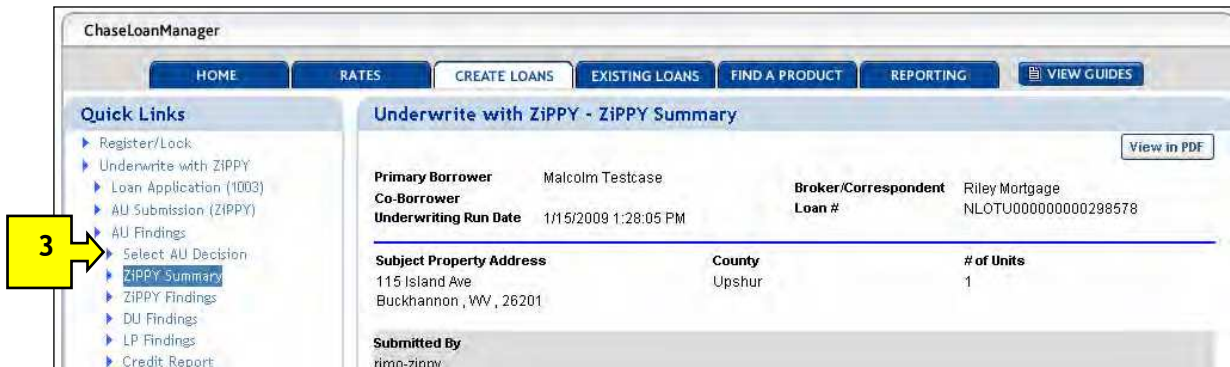 ChaseLoanManager
HOME RATES CREATE LOANS EXISTING LOANS FIND A PRODUCT REPORTING VIEW GUIDES
Quick Links
Register/Lock
Underwrite with ZiPPY
Loan Application (1003)
AU Submission (ZiPPY)
AU Findings
Select AU Decision
ZiPPY Summary
ZiPPY Findings
DU Findings
LP Findings
Credit Report
3
Underwrite with ZiPPY - ZiPPY Summary
View in PDF
Primary Borrower Malcolm Testcase
Co-Borrower
Underwriting Run Date 1/15/2009 1:28:05 PM
Broker/Correspondent Riley Mortgage
Loan # NLOTU000000000298578
Subject Property Address County # of Units
115 Island Ave Upshur 1
Buckhannon , WV , 26201
Submitted By
rimo-zippy